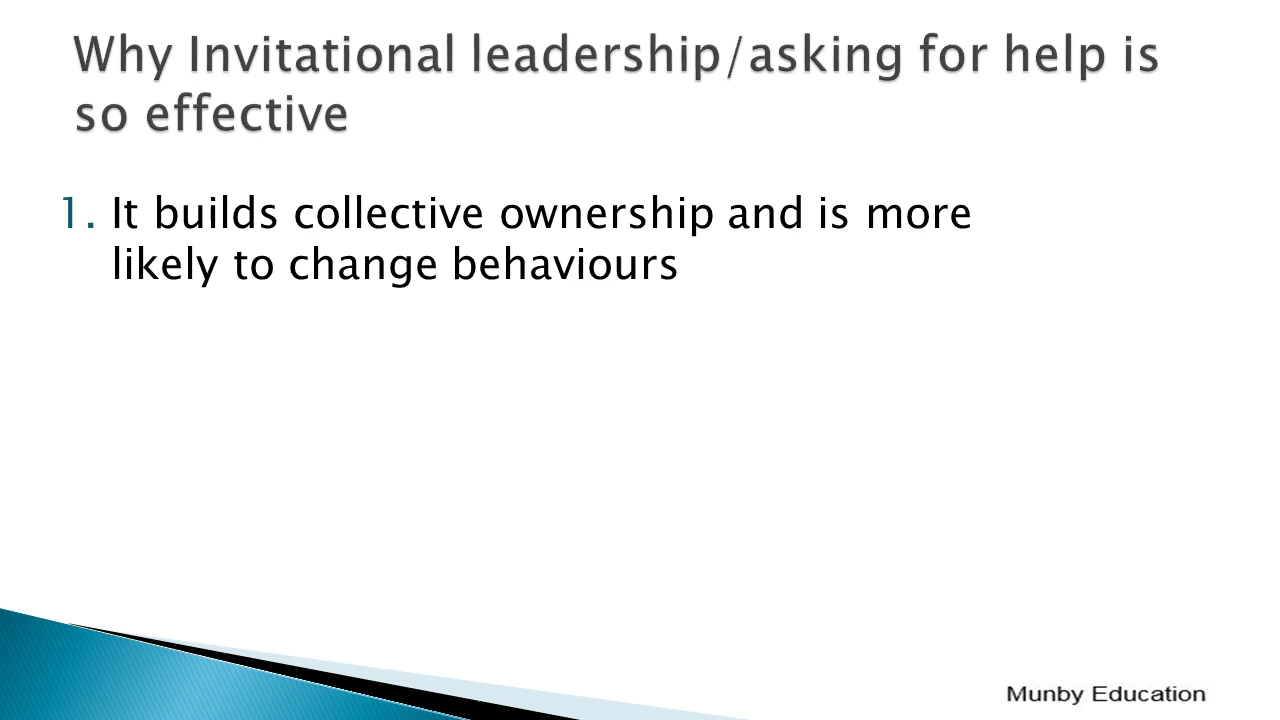 Why Invitational leadership/asking for help is
so effective
1. It builds collective ownership and is more
likely to change behaviours
Munby Education